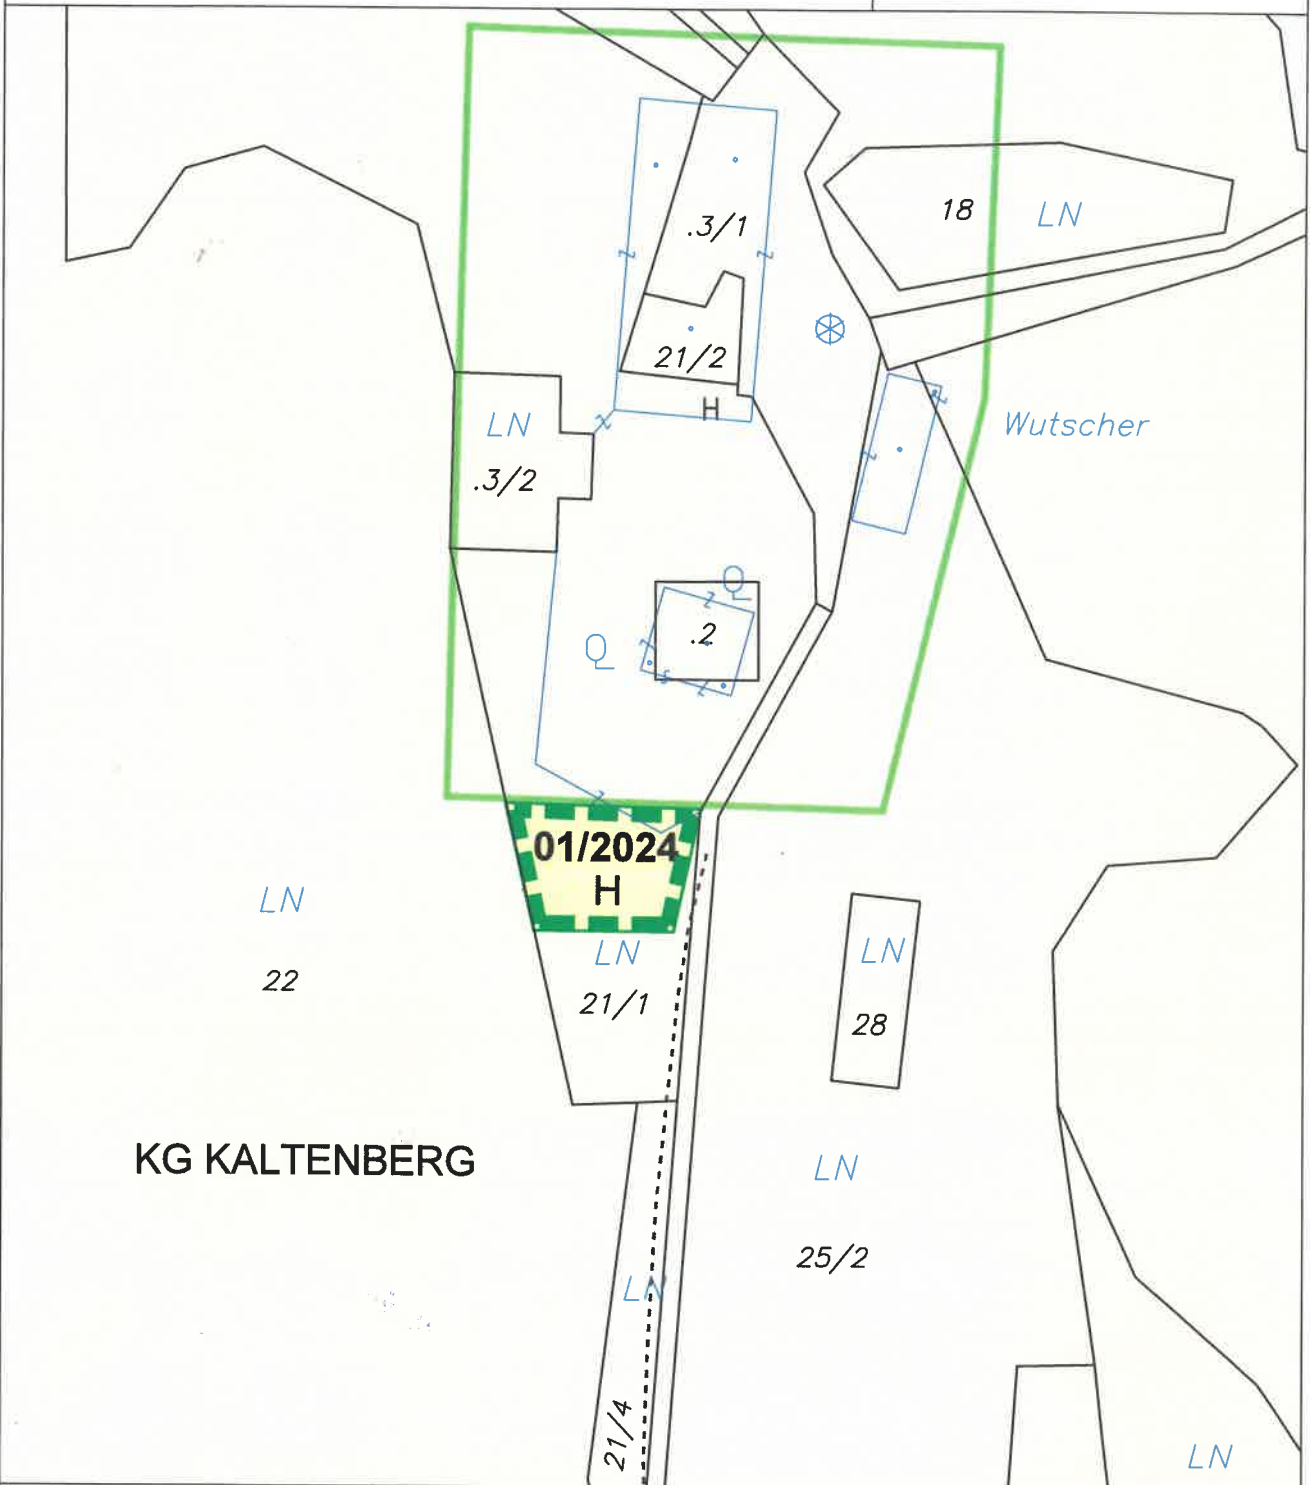 .3/1
18
LN
21/2
H
LN
.3/2
Wutscher
.2
01/2024
H
LN
22
LN
21/1
LN
28
KG KALTENBERG
LN
25/2
LN
21/4
LN